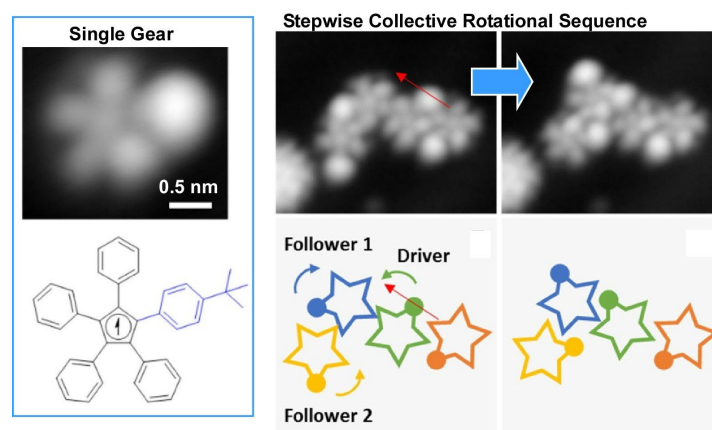 Single Gear
0.5 nm
Stepwise Collective Rotational Sequence
Follower 1
Driver
Follower 2